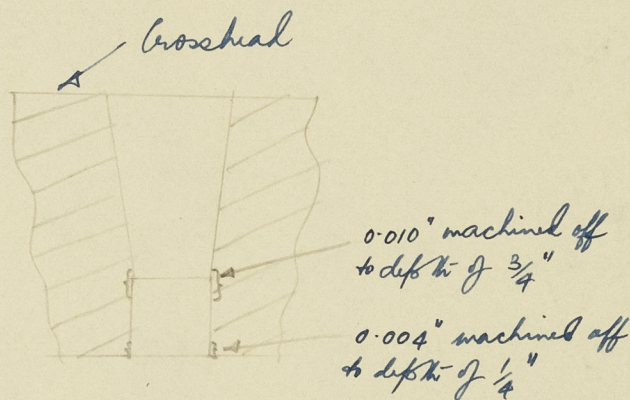 Crosshead
0.010" machined off
to depth of 3/4"
0.004" machined off
to depth of 1/4"